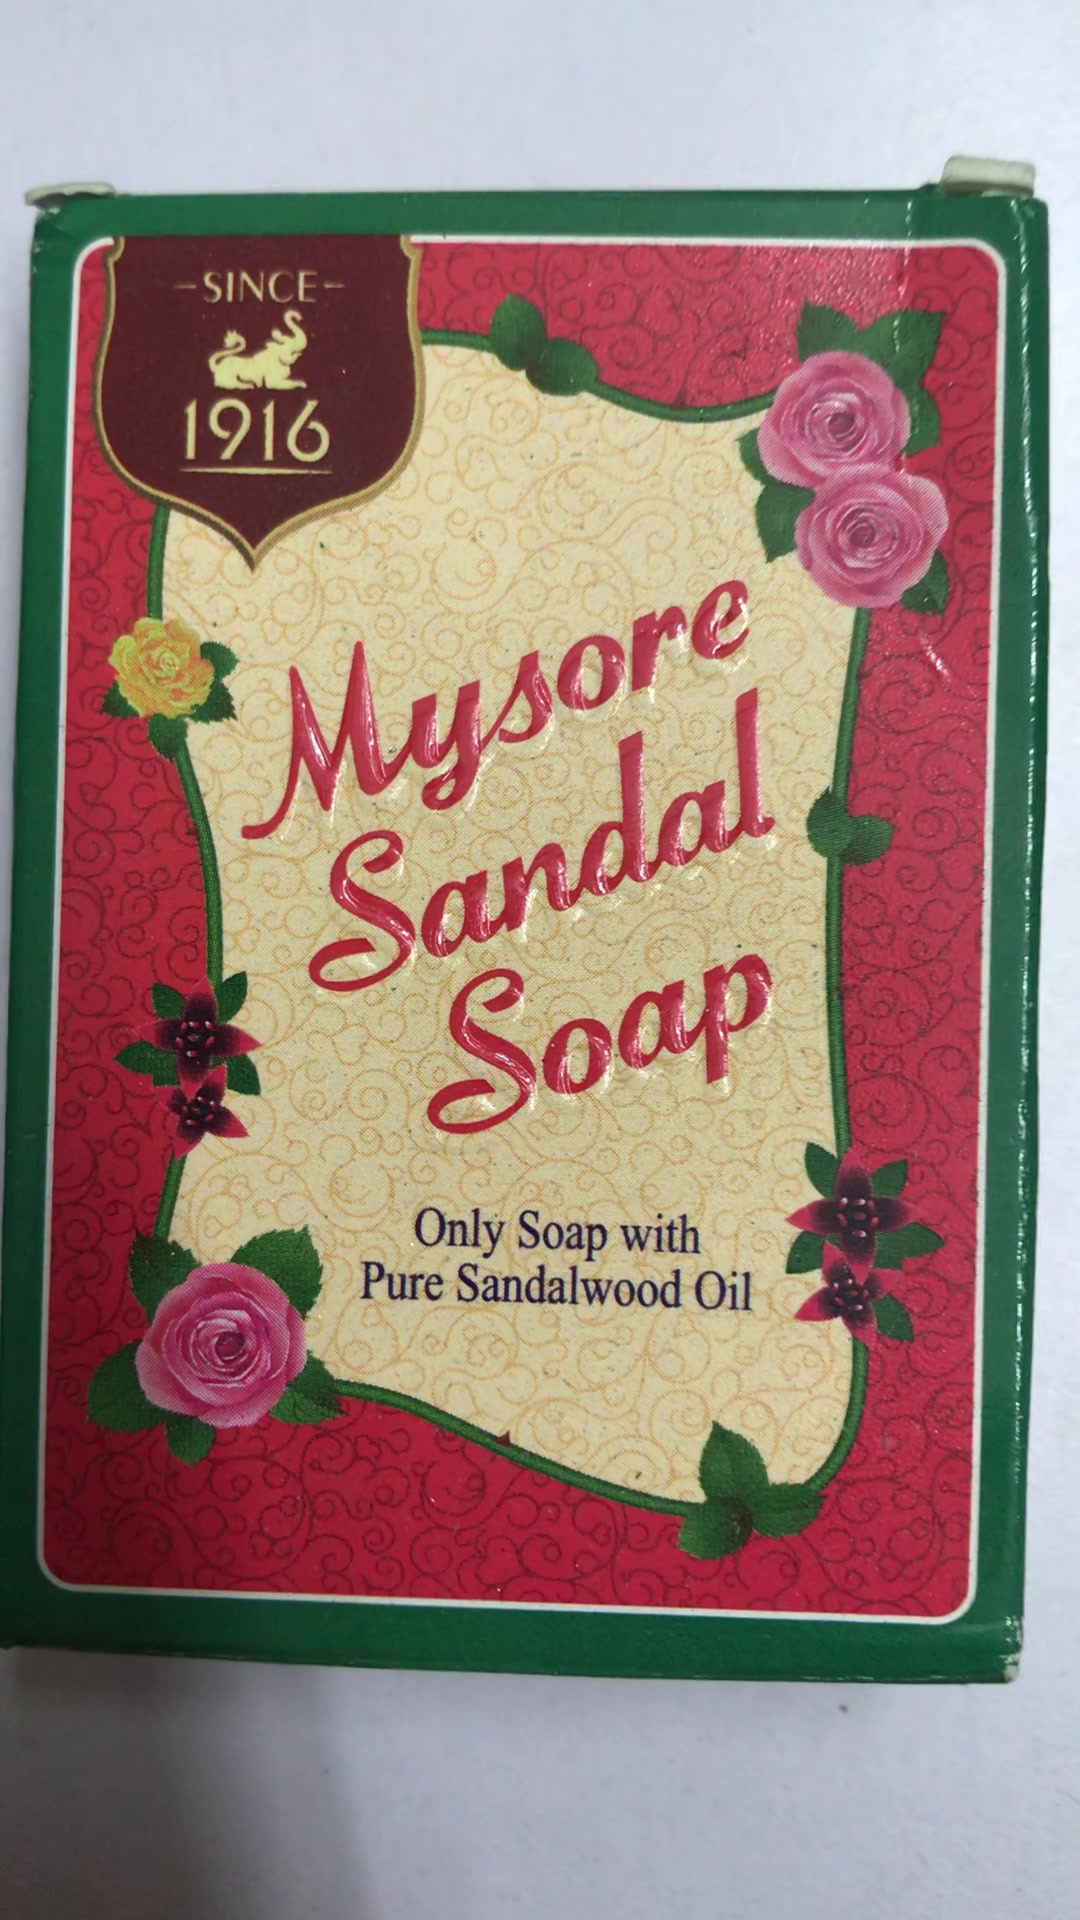 -SINCE-
1916
Mysore
Sandal
Soap
Only Soap with
Pure Sandalwood Oil